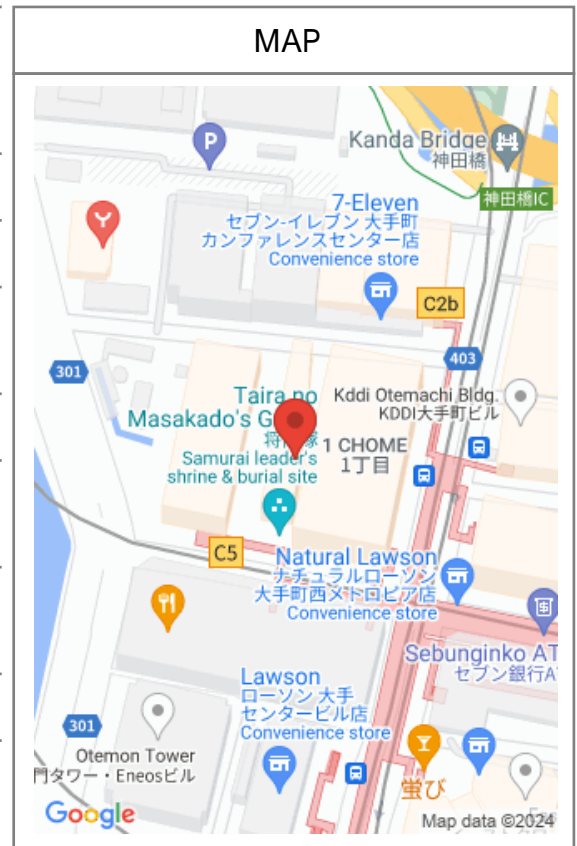 MAP
P
Kanda Bridge
神田橋
7-Eleven
セブン-イレブン 大手町
カンファレンスセンター店
Convenience store
神田橋IC
C2b
403
301
Taira no
Masakado's G
将門塚
Samurai leader's
shrine & burial site
Kddi Otemachi Bldg.
KDDI大手町ビル
1 CHOME
1丁目
C5
Natural Lawson
ナチュラルローソン
大手町西メトロピア店
Convenience store
Sebunginko AT
セブン銀行A
Lawson
ローソン 大手
センタービル店
Convenience store
301
Otemon Tower
門タワー・Eneosビル
蛍び
Google
Map data ©2024